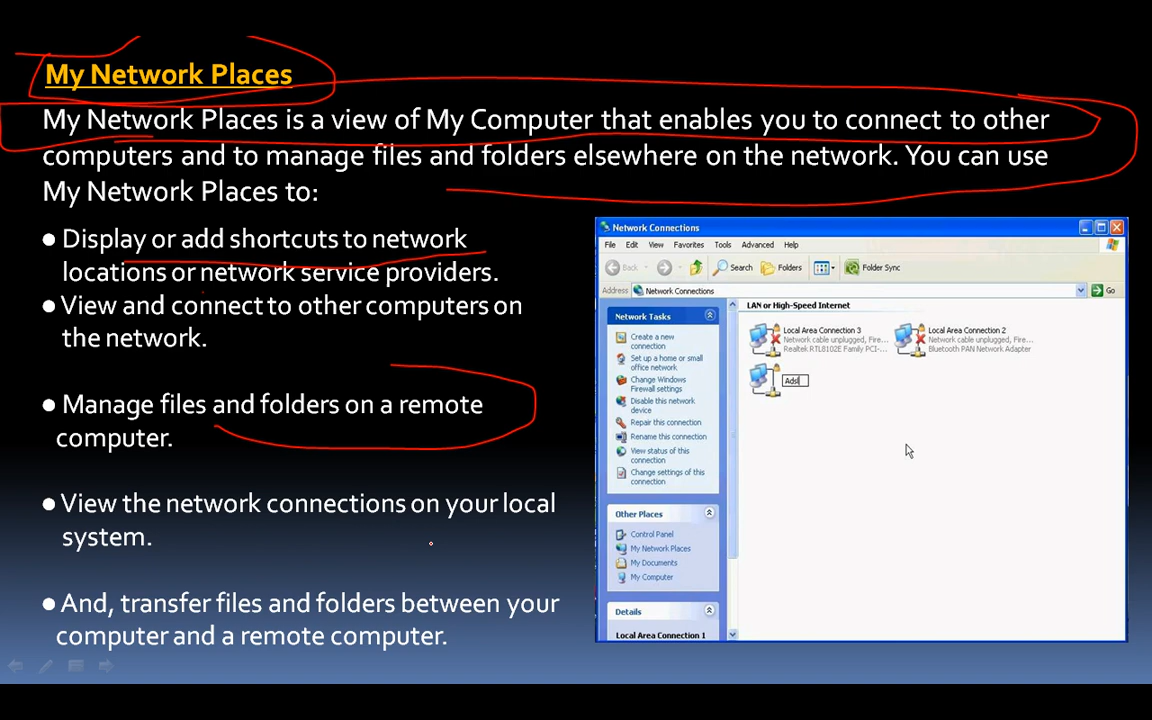 My Network Places
My Network Places is a view of My Computer that enables you to connect to other
computers and to manage files and folders elsewhere on the network. You can use
My Network Places to:
● Display or add shortcuts to network
locations or network service providers.
● View and connect to other computers on
the network.
● Manage files and folders on a remote
computer.
● View the network connections on your local
system.
● And, transfer files and folders between your
computer and a remote computer.
Network Connections
File Edit View Favorites Tools Advanced Help
Back Search Folders Folder Sync
Address Network Connections Go
Network Tasks
Create a new
connection
Set up a home or small
office network
Change Windows
Firewall settings
Disable this network
device
Repair this connection
Rename this connection
View status of this
connection
Change settings of this
connection
Other Places
Control Panel
My Network Places
My Documents
My Computer
Details
Local Area Connection 1
LAN or High-Speed Internet
Local Area Connection 3
Network cable unplugged, Fire...
Realtek RTL8102E Family PCI-...
Local Area Connection 2
Network cable unplugged, Fire...
Bluetooth PAN Network Adapter
Adsl